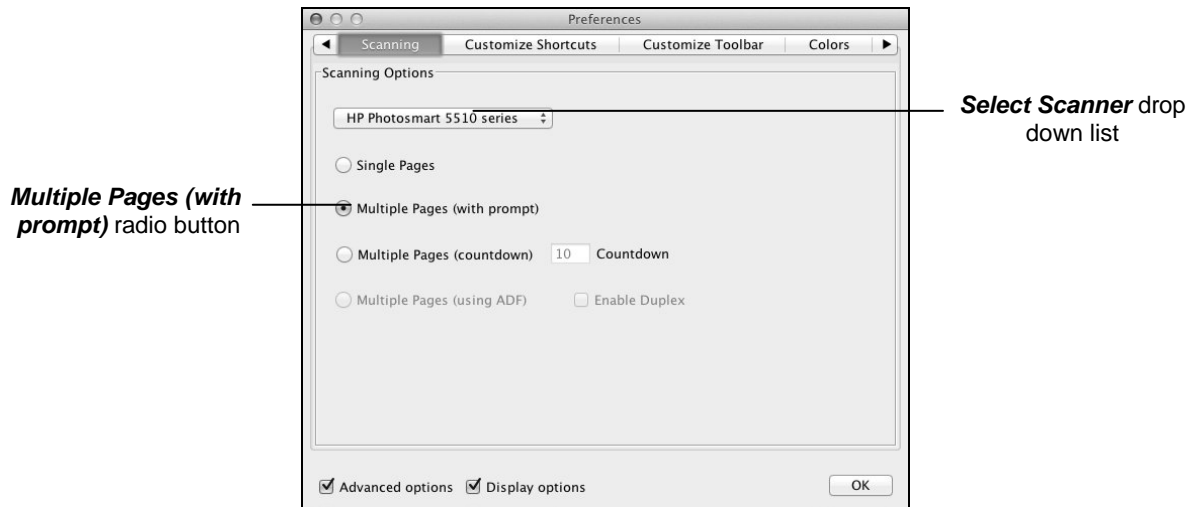 Preferences
Scanning Customize Shortcuts Customize Toolbar Colors
Scanning Options
HP Photosmart 5510 series
Select Scanner drop
down list
Single Pages
Multiple Pages (with
prompt) radio button
Multiple Pages (with prompt)
Multiple Pages (countdown) 10 Countdown
Multiple Pages (using ADF) Enable Duplex
Advanced options Display options OK